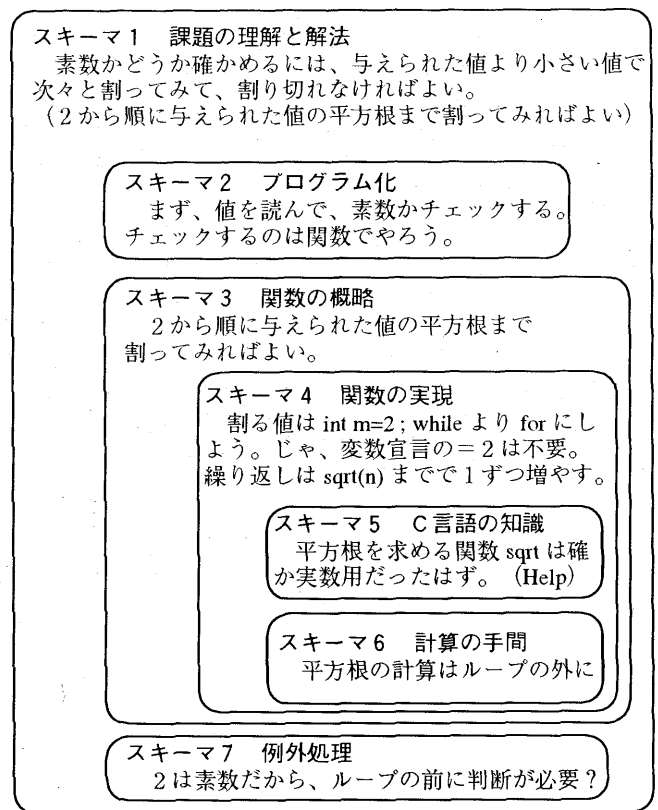 スキーマ1　課題の理解と解法
素数かどうか確かめるには、与えられた値より小さい値で
次々と割ってみて、割り切れなければよい。
（2から順に与えられた値の平方根まで割ってみればよい）
スキーマ2　プログラム化
まず、値を読んで、素数かチェックする。
チェックするのは関数でやろう。
スキーマ3　関数の概略
2から順に与えられた値の平方根まで
割ってみればよい。
スキーマ4　関数の実現
割る値は int m=2 ; while より for にし
よう。じゃ、変数宣言の＝2は不要。
繰り返しは sqrt(n) までで1ずつ増やす。
スキーマ5　C言語の知識
平方根を求める関数 sqrt は確
か実数用だったはず。（Help）
スキーマ6　計算の手間
平方根の計算はループの外に
スキーマ7　例外処理
2は素数だから、ループの前に判断が必要？